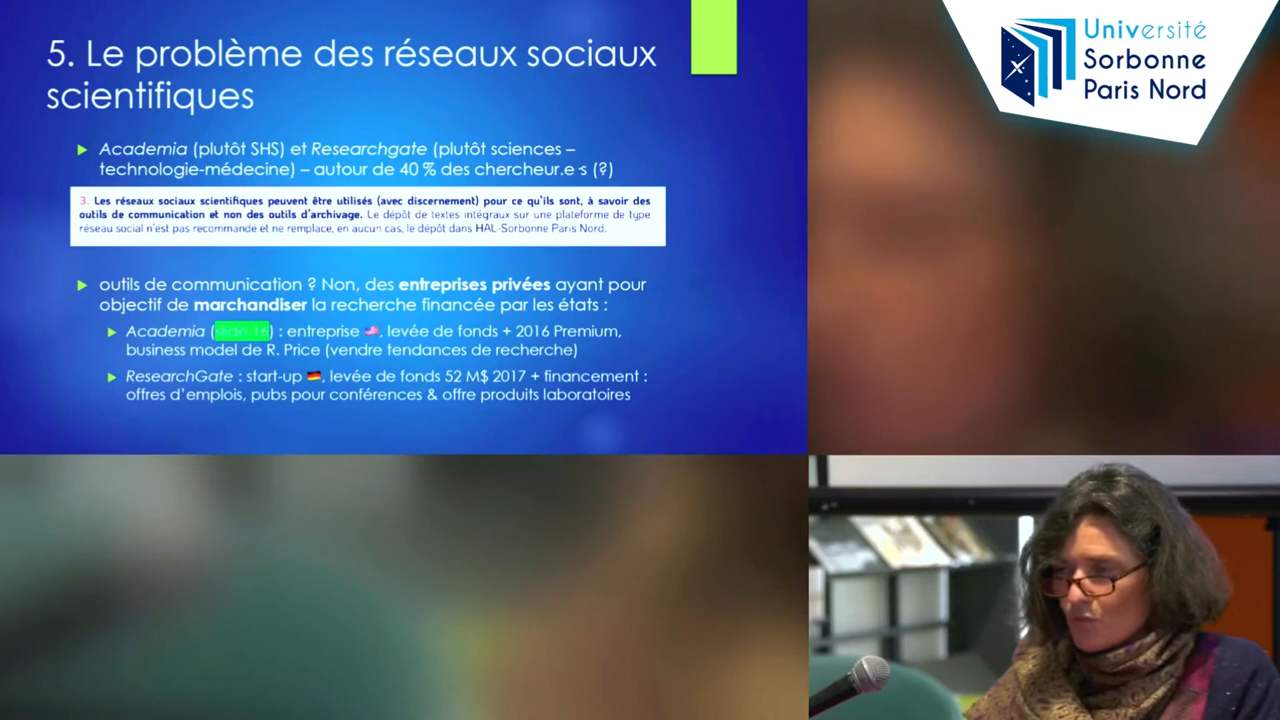 5. Le problème des réseaux sociaux
scientifiques
Academia (plutôt SHS) et Researchgate (plutôt sciences –
technologie-médecine) – autour de 40 % des chercheur.e·s (?)
3. Les réseaux sociaux scientifiques peuvent être utilisés (avec discernement) pour ce qu'ils sont, à savoir des
outils de communication et non des outils d'archivage. Le dépôt de textes intégraux sur une plateforme de type
réseau social n'est pas recommandé et ne remplace, en aucun cas, le dépôt dans HAL-Sorbonne Paris Nord.
outils de communication ? Non, des entreprises privées ayant pour
objectif de marchandiser la recherche financée par les états :
Academia (slide 16) : entreprise 🇺🇸, levée de fonds + 2016 Premium,
business model de R. Price (vendre tendances de recherche)
ResearchGate : start-up 🇩🇪, levée de fonds 52 M$ 2017 + financement :
offres d'emplois, pubs pour conférences & offre produits laboratoires
Université
Sorbonne
Paris Nord